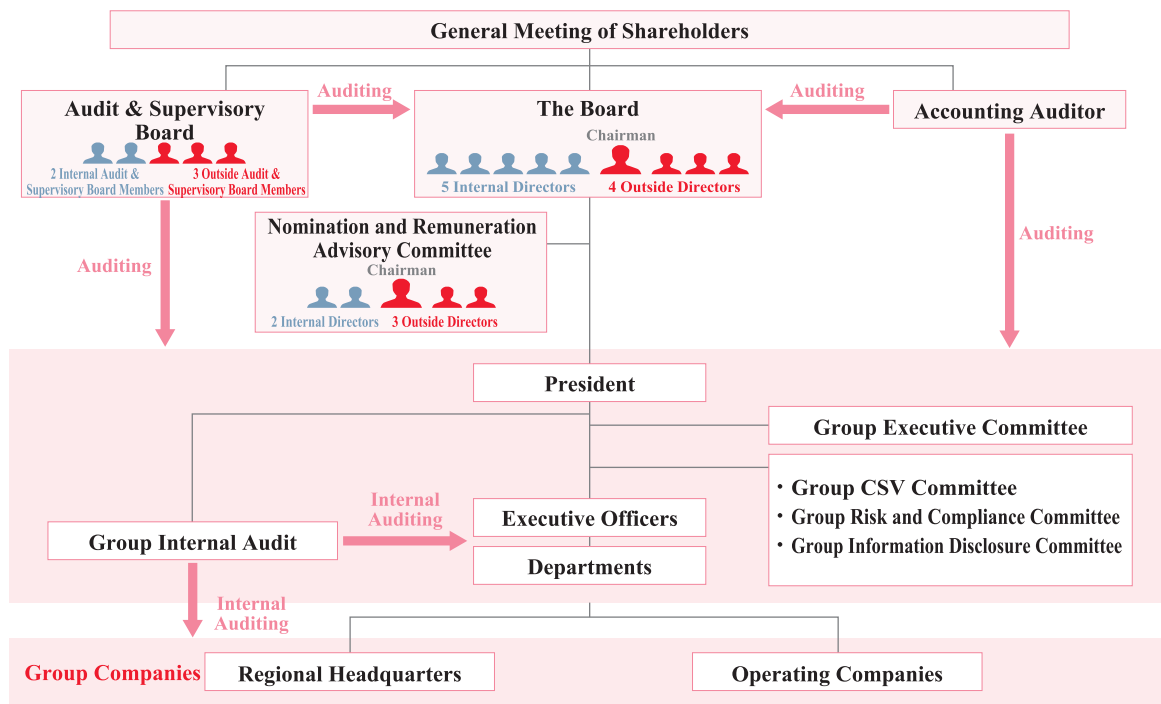 General Meeting of Shareholders
Audit & Supervisory
Board
2 Internal Audit &
Supervisory Board Members
3 Outside Audit &
Supervisory Board Members
Auditing
The Board
Chairman
5 Internal Directors
4 Outside Directors
Auditing
Accounting Auditor
Nomination and Remuneration
Advisory Committee
Chairman
2 Internal Directors
3 Outside Directors
Auditing
Auditing
President
Group Executive Committee
・Group CSV Committee
・Group Risk and Compliance Committee
・Group Information Disclosure Committee
Group Internal Audit
Internal
Auditing
Executive Officers
Departments
Internal
Auditing
Group Companies
Regional Headquarters
Operating Companies